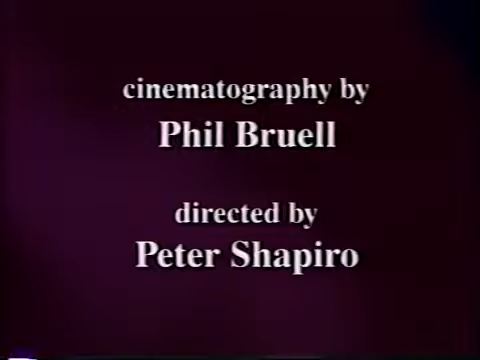 cinematography by
Phil Bruell
directed by
Peter Shapiro